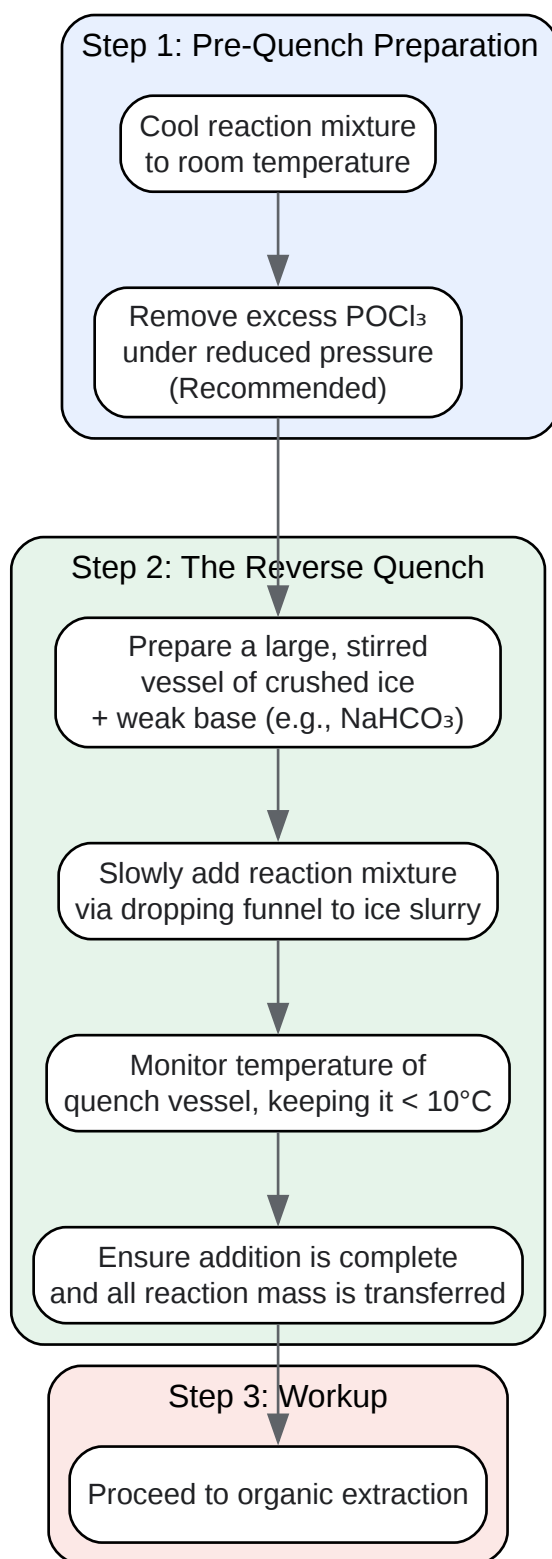 Step 1: Pre-Quench Preparation
Cool reaction mixture
to room temperature
Remove excess POCl₃
under reduced pressure
(Recommended)
Step 2: The Reverse Quench
Prepare a large, stirred
vessel of crushed ice
+ weak base (e.g., NaHCO₃)
Slowly add reaction mixture
via dropping funnel to ice slurry
Monitor temperature of
quench vessel, keeping it < 10°C
Ensure addition is complete
and all reaction mass is transferred
Step 3: Workup
Proceed to organic extraction